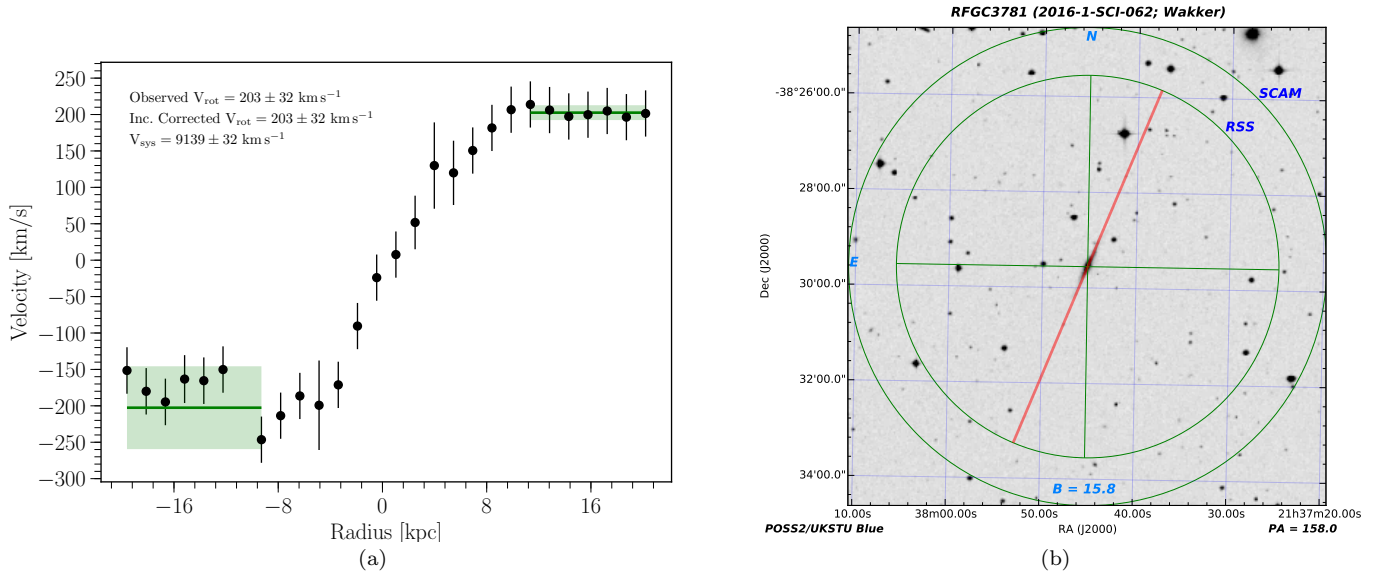 Observed V_rot = 203 ± 32 km s⁻¹
Inc. Corrected V_rot = 203 ± 32 km s⁻¹
V_sys = 9139 ± 32 km s⁻¹
250
200
150
100
50
0
−50
−100
−150
−200
−250
−300
Velocity [km/s]
−16 −8 0 8 16
Radius [kpc]
(a)
RFGC3781 (2016-1-SCI-062; Wakker)
N
SCAM
RSS
E
B = 15.8
-38°26'00.0"
28'00.0"
30'00.0"
32'00.0"
34'00.0"
Dec (J2000)
10.00s 38m00.00s 50.00s 40.00s 30.00s 21h37m20.00s
POSS2/UKSTU Blue RA (J2000) PA = 158.0
(b)